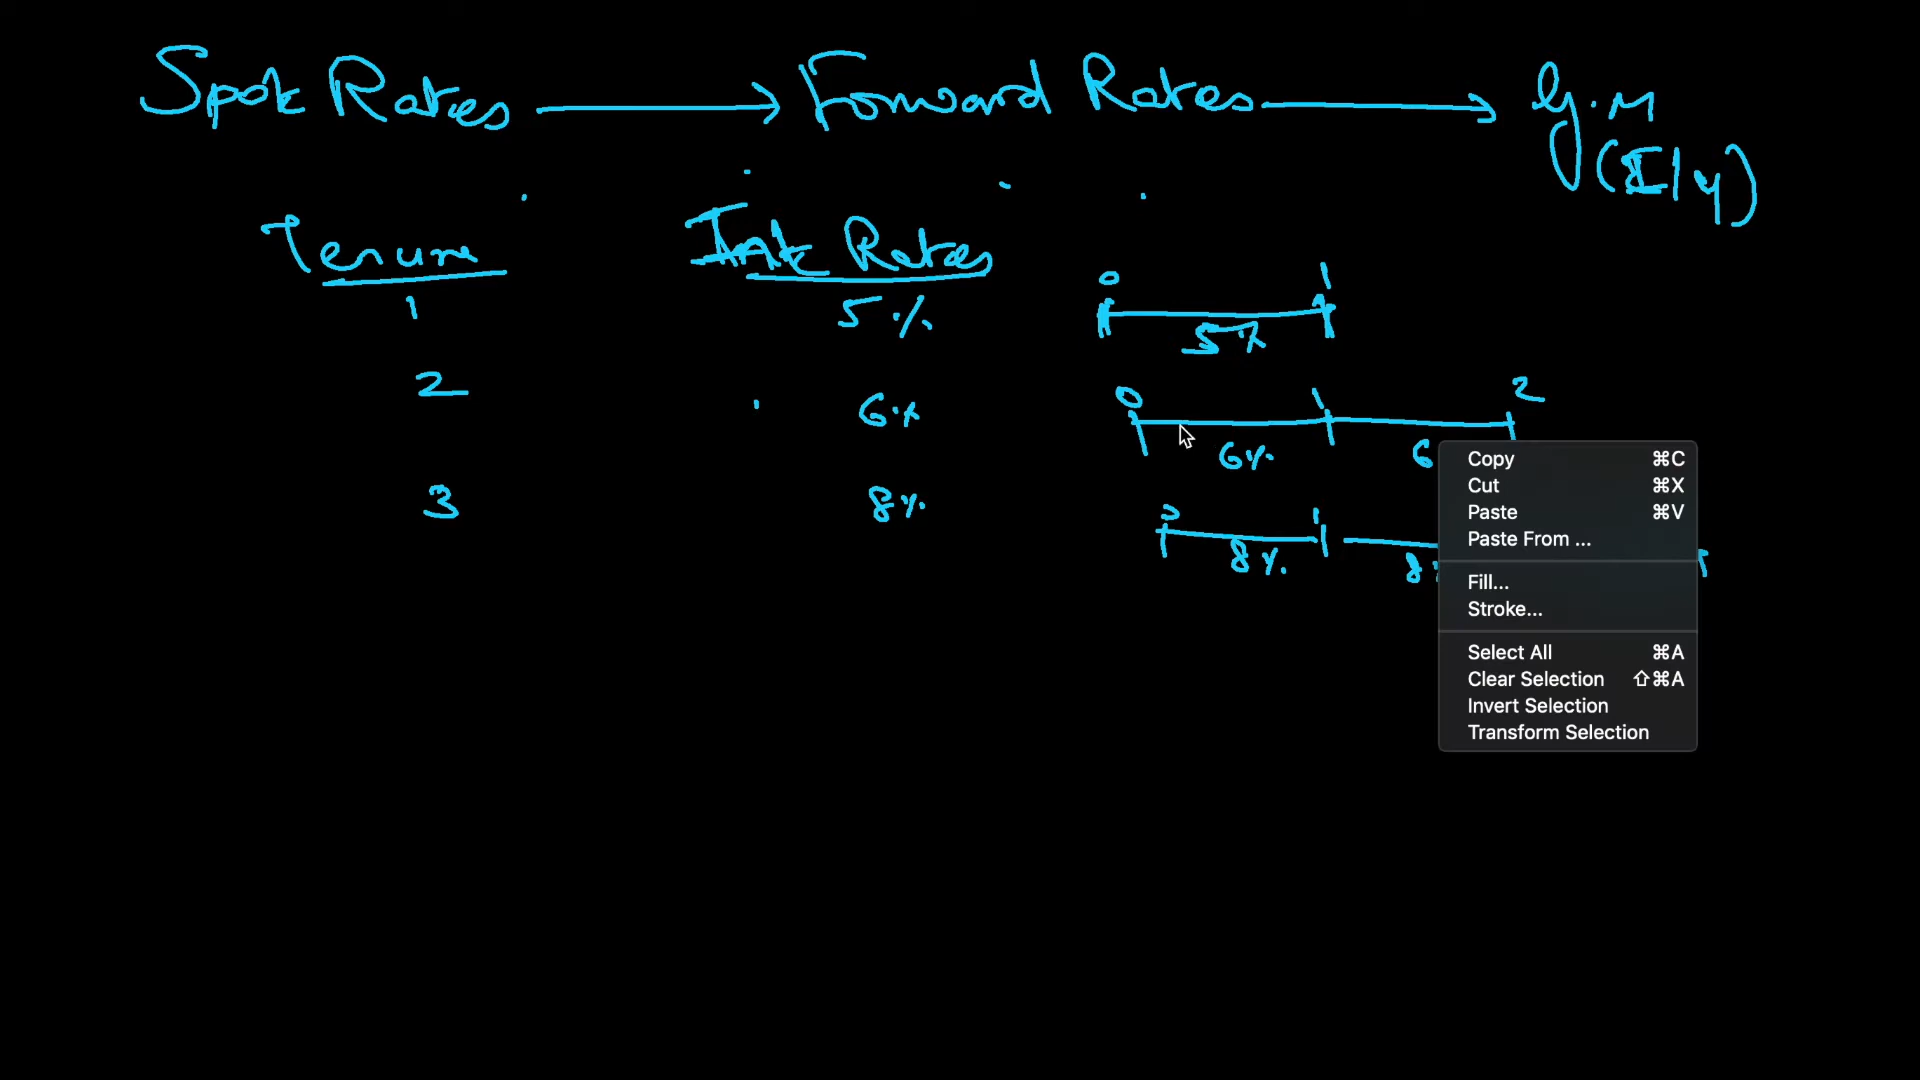 Spot Rates → Forward Rates → G.M
(I/y)
Tenure Int Rates
0 1
1 5% 5%
0 1 2
2 6% 6% 6
0 1
3 8% 8% 8
Copy ⌘C
Cut ⌘X
Paste ⌘V
Paste From ...
Fill...
Stroke...
Select All ⌘A
Clear Selection ⇧⌘A
Invert Selection
Transform Selection